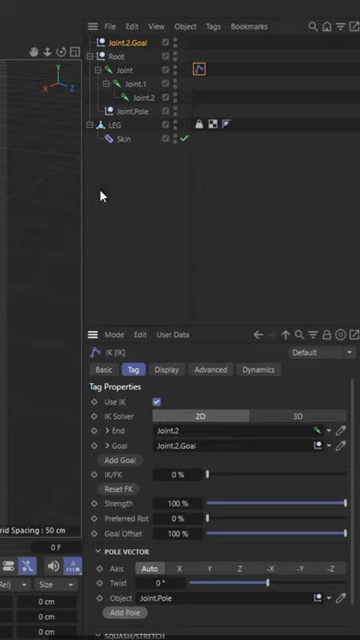 File Edit View Object Tags Bookmarks
Joint.2.Goal
Root
Joint
Joint.1
Joint.2
Joint.Pole
LEG
Skin
Y
X
Z
Mode Edit User Data
IK [IK]
Default
Basic Tag Display Advanced Dynamics
Tag Properties
Use IK
IK Solver 2D 3D
End Joint.2
Goal Joint.2.Goal
Add Goal
IK/FK 0 %
Reset FK
Strength 100 %
Preferred Rot 0 %
Goal Offset 100 %
rid Spacing : 50 cm
0 F
POLE VECTOR
Axis Auto X Y Z -X -Y -Z
Twist 0 °
Object Joint.Pole
Add Pole
SQUASH/STRETCH
Rel) Size
0 cm
0 cm
0 cm